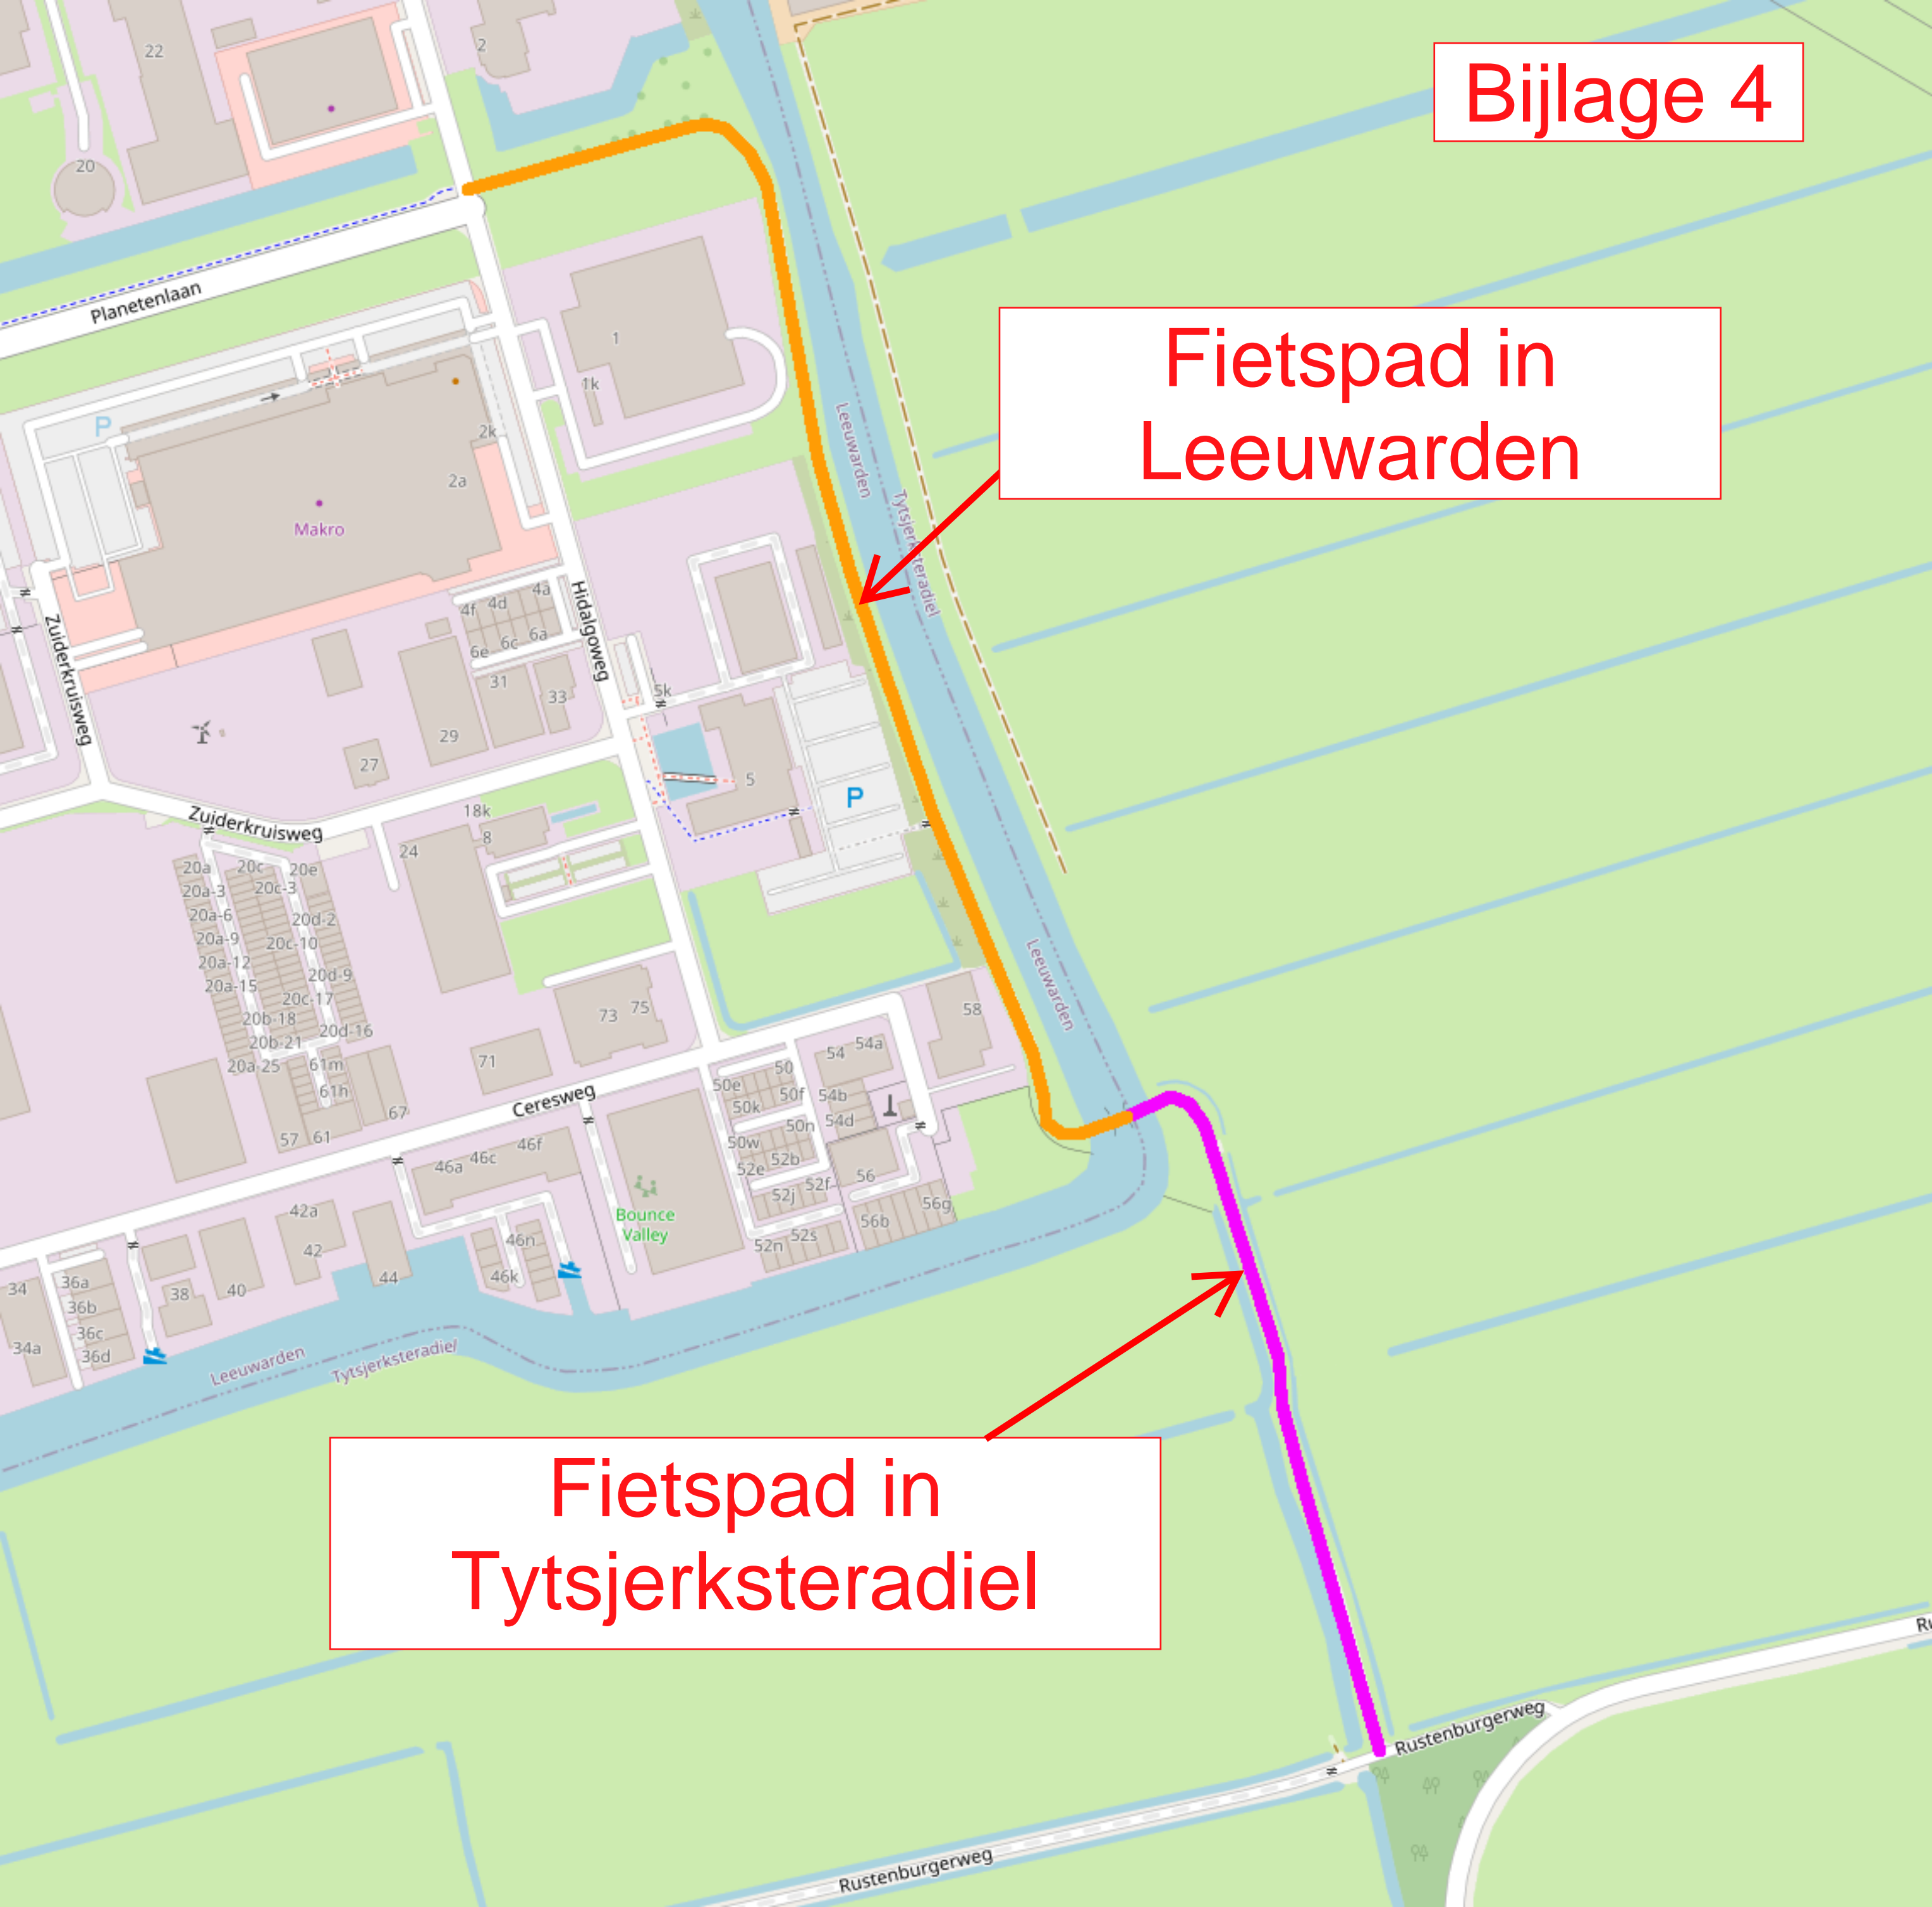 22
2
Bijlage 4
20
Planetenlaan
1
1k
Fietspad in
Leeuwarden
P
2k
2a
Makro
Leeuwarden
Tytsjerksteradiel
Hidalgoweg
Zuiderkruisweg
4a
4d
4f
6a
6c
6e
31
33
29
27
5k
5
P
Zuiderkruisweg
18k
8
24
20a
20c
20e
20a-3
20c-3
20a-6
20d-2
20a-9
20c-10
20a-12
20d-9
20a-15
20c-17
20b-18
20d-16
20b-21
20a-25
61m
61h
67
57
61
73
75
71
58
Leeuwarden
Ceresweg
50e
50
54
54a
50k
50f
54b
54d
50n
50w
52b
52e
52f
52j
56
56g
56b
52s
52n
46f
46c
46a
46n
46k
Bounce
Valley
42a
42
44
40
38
34
36a
36b
36c
36d
34a
Leeuwarden
Tytsjerksteradiel
Fietspad in
Tytsjerksteradiel
Rustenburgerweg
Ru
Rustenburgerweg